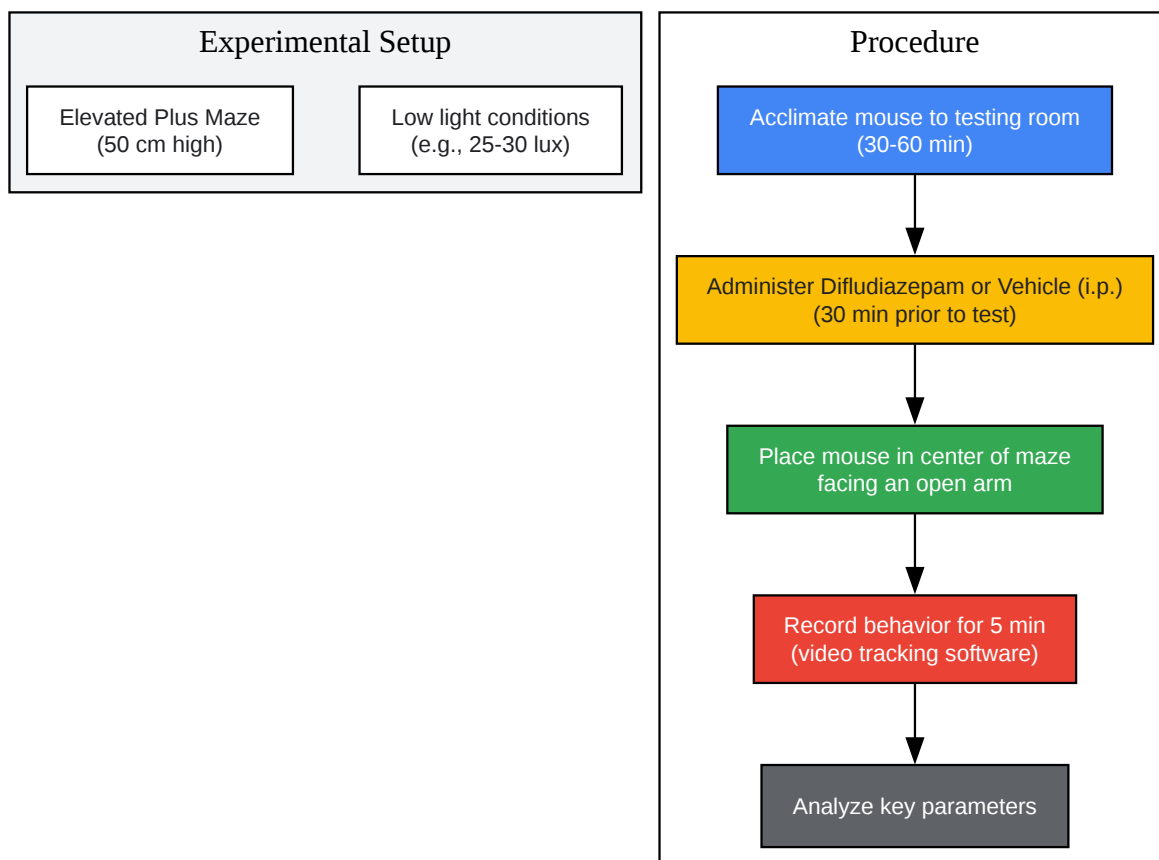 Experimental Setup
Elevated Plus Maze
(50 cm high)
Low light conditions
(e.g., 25-30 lux)
Procedure
Acclimate mouse to testing room
(30-60 min)
Administer Difludiazepam or Vehicle (i.p.)
(30 min prior to test)
Place mouse in center of maze
facing an open arm
Record behavior for 5 min
(video tracking software)
Analyze key parameters